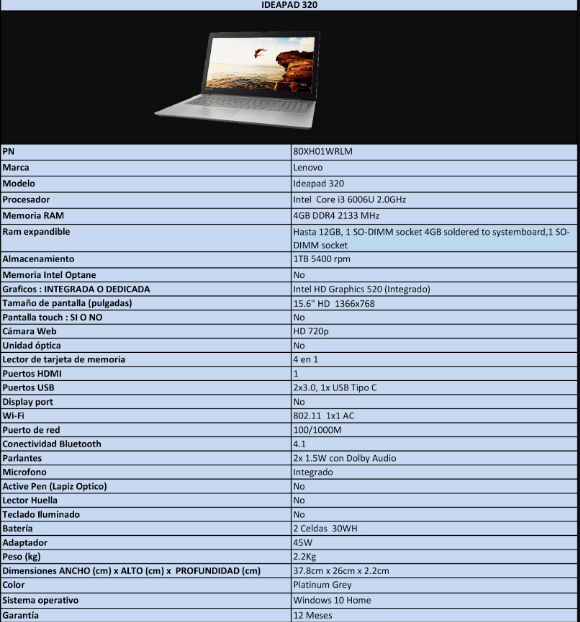 IDEAPAD 320
PN 80XH01WRLM
Marca Lenovo
Modelo Ideapad 320
Procesador Intel Core i3 6006U 2.0GHz
Memoria RAM 4GB DDR4 2133 MHz
Ram expandible Hasta 12GB, 1 SO-DIMM socket 4GB soldered to systemboard,1 SO-
DIMM socket
Almacenamiento 1TB 5400 rpm
Memoria Intel Optane No
Graficos : INTEGRADA O DEDICADA Intel HD Graphics 520 (Integrado)
Tamaño de pantalla (pulgadas) 15.6" HD 1366x768
Pantalla touch : SI O NO No
Cámara Web HD 720p
Unidad óptica No
Lector de tarjeta de memoria 4 en 1
Puertos HDMI 1
Puertos USB 2x3.0, 1x USB Tipo C
Display port No
Wi-Fi 802.11 1x1 AC
Puerto de red 100/1000M
Conectividad Bluetooth 4.1
Parlantes 2x 1.5W con Dolby Audio
Microfono Integrado
Active Pen (Lapiz Optico) No
Lector Huella No
Teclado Iluminado No
Batería 2 Celdas 30WH
Adaptador 45W
Peso (kg) 2.2Kg
Dimensiones ANCHO (cm) x ALTO (cm) x PROFUNDIDAD (cm) 37.8cm x 26cm x 2.2cm
Color Platinum Grey
Sistema operativo Windows 10 Home
Garantía 12 Meses